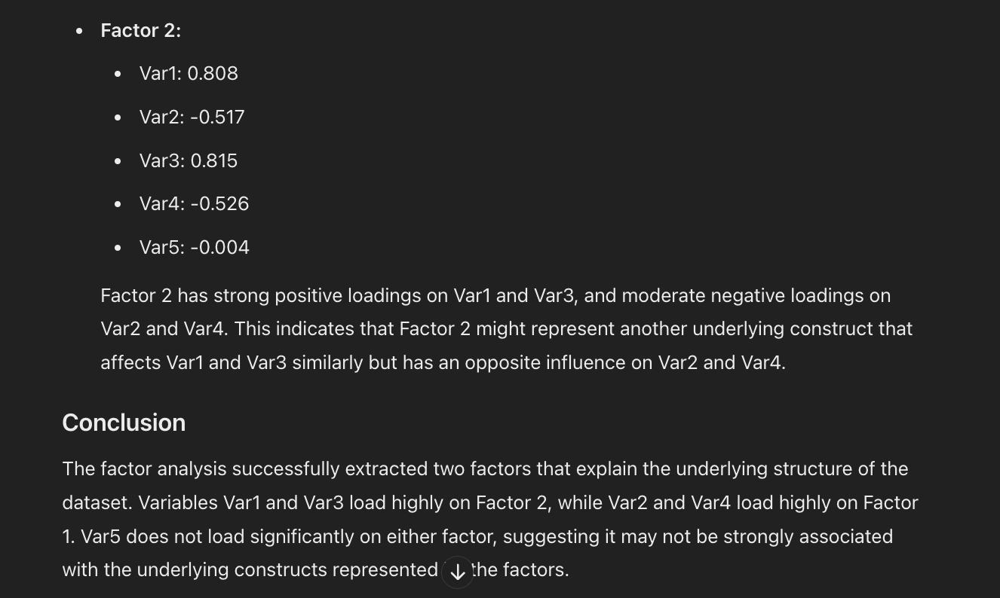 Factor 2:
Var1: 0.808
Var2: -0.517
Var3: 0.815
Var4: -0.526
Var5: -0.004
Factor 2 has strong positive loadings on Var1 and Var3, and moderate negative loadings on
Var2 and Var4. This indicates that Factor 2 might represent another underlying construct that
affects Var1 and Var3 similarly but has an opposite influence on Var2 and Var4.
Conclusion
The factor analysis successfully extracted two factors that explain the underlying structure of the
dataset. Variables Var1 and Var3 load highly on Factor 2, while Var2 and Var4 load highly on Factor
1. Var5 does not load significantly on either factor, suggesting it may not be strongly associated
with the underlying constructs represented the factors.